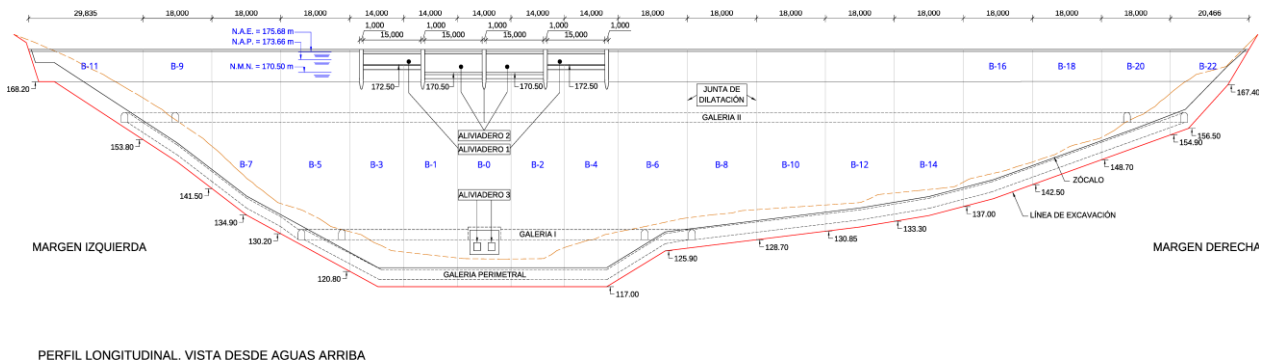 29,835 18,000 18,000 18,000 14,000 14,000 14,000 14,000 14,000 18,000 18,000 18,000 18,000 18,000 18,000 18,000 18,000 20,466
1,000 1,000 1,000 1,000 1,000
15,000 15,000 15,000 15,000
N.A.E. = 175.68 m
N.A.P. = 173.66 m
N.M.N. = 170.50 m
B-11 B-9 B-16 B-18 B-20 B-22
168.20 172.50 170.50 170.50 172.50 167.40
JUNTA DE
DILATACIÓN
GALERIA II
ALIVIADERO 2
ALIVIADERO 1
153.80 156.50
154.90
B-7 B-5 B-3 B-1 B-0 B-2 B-4 B-6 B-8 B-10 B-12 B-14
148.70
ZÓCALO
141.50 142.50
ALIVIADERO 3
134.90 137.00
LÍNEA DE EXCAVACIÓN
133.30
130.20 130.85
GALERIA I
128.70
125.90
MARGEN IZQUIERDA MARGEN DERECHA
120.80
GALERIA PERIMETRAL
117.00
PERFIL LONGITUDINAL. VISTA DESDE AGUAS ARRIBA